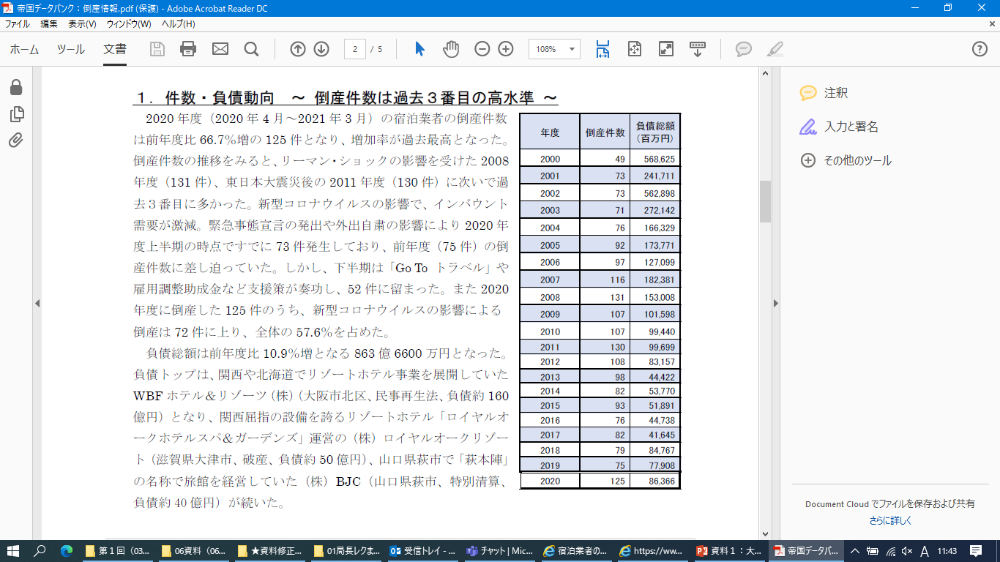 帝国データバンク：倒産情報.pdf (保護) - Adobe Acrobat Reader DC
ファイル 編集 表示(V) ウィンドウ(W) ヘルプ(H)
ホーム ツール 文書 2 / 5 108%
１．件数・負債動向　～ 倒産件数は過去３番目の高水準 ～
2020 年度（2020 年 4 月～2021 年 3 月）の宿泊業者の倒産件数
は前年度比 66.7％増の 125 件となり、増加率が過去最高となった。
倒産件数の推移をみると、リーマン・ショックの影響を受けた 2008
年度（131 件）、東日本大震災後の 2011 年度（130 件）に次いで過
去３番目に多かった。新型コロナウイルスの影響で、インバウント
需要が激減。緊急事態宣言の発出や外出自粛の影響により 2020 年
度上半期の時点ですでに 73 件発生しており、前年度（75 件）の倒
産件数に差し迫っていた。しかし、下半期は「Go To トラベル」や
雇用調整助成金など支援策が奏功し、52 件に留まった。また 2020
年度に倒産した 125 件のうち、新型コロナウイルスの影響による
倒産は 72 件に上り、全体の 57.6％を占めた。
負債総額は前年度比 10.9％増となる 863 億 6600 万円となった。
負債トップは、関西や北海道でリゾートホテル事業を展開していた
WBF ホテル＆リゾーツ（株）（大阪市北区、民事再生法、負債約 160
億円）となり、関西屈指の設備を誇るリゾートホテル「ロイヤルオ
ークホテルスパ＆ガーデンズ」運営の（株）ロイヤルオークリゾー
ト（滋賀県大津市、破産、負債約 50 億円）、山口県萩市で「萩本陣」
の名称で旅館を経営していた（株）BJC（山口県萩市、特別清算、
負債約 40 億円）が続いた。
年度 倒産件数 負債総額（百万円）
2000 49 568,625
2001 73 241,711
2002 73 562,898
2003 71 272,142
2004 76 166,329
2005 92 173,771
2006 97 127,099
2007 116 182,381
2008 131 153,008
2009 107 101,598
2010 107 99,440
2011 130 99,699
2012 108 83,157
2013 98 44,422
2014 82 53,770
2015 93 51,891
2016 76 44,738
2017 82 41,645
2018 79 84,767
2019 75 77,908
2020 125 86,366
注釈
入力と署名
その他のツール
Document Cloud でファイルを保存および共有
さらに詳しく
第１回（03... 06資料（06... ★資料修正... 01局長レクま... 受信トレイ - ... チャット | Mic... 宿泊業者の... https://ww... 資料１：大... 帝国データバ... A 11:43